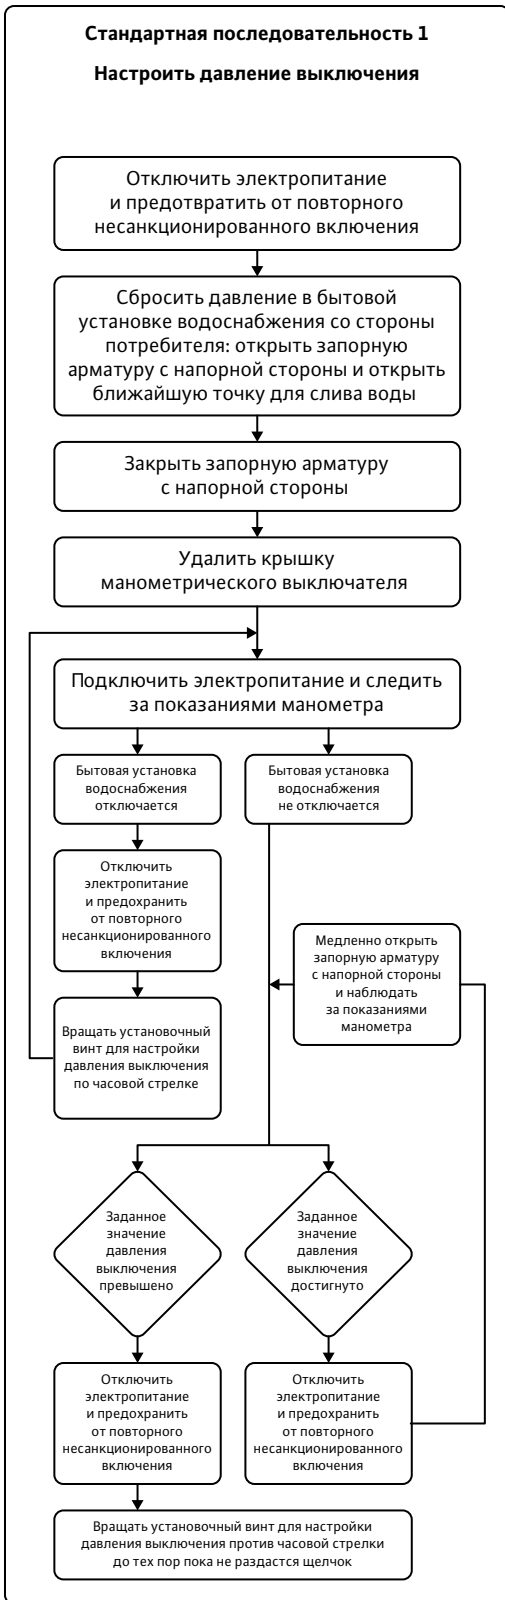 Стандартная последовательность 1
Настроить давление выключения
Отключить электропитание
и предотвратить от повторного
несанкционированного включения
Сбросить давление в бытовой
установке водоснабжения со стороны
потребителя: открыть запорную
арматуру с напорной стороны и открыть
ближайшую точку для слива воды
Закрыть запорную арматуру
с напорной стороны
Удалить крышку
манометрического выключателя
Подключить электропитание и следить
за показаниями манометра
Бытовая установка
водоснабжения
отключается
Бытовая установка
водоснабжения
не отключается
Отключить
электропитание
и предохранить
от повторного
несанкционированного
включения
Медленно открыть
запорную арматуру
с напорной стороны
и наблюдать
за показаниями
манометра
Вращать установочный
винт для настройки
давления выключения
по часовой стрелке
Заданное
значение
давления
выключения
превышено
Заданное
значение
давления
выключения
достигнуто
Отключить
электропитание
и предохранить
от повторного
несанкционированного
включения
Отключить
электропитание
и предохранить
от повторного
несанкционированного
включения
Вращать установочный винт для настройки
давления выключения против часовой стрелки
до тех пор пока не раздастся щелчок